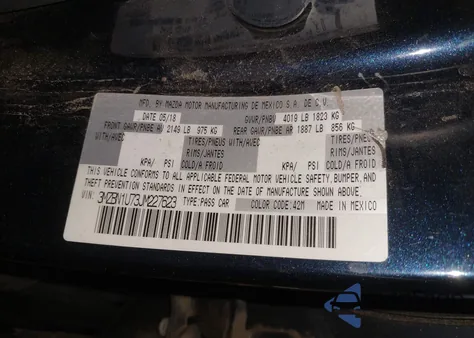 MFD. BY MAZDA MOTOR MANUFACTURING DE MEXICO S.A. DE C.V.
DATE 05/18 GVWR/PNBV 4019 LB 1823 KG
FRONT GAWR/PNBE AV 2149 LB 975 KG REAR GAWR/PNBE AR 1887 LB 856 KG
WITH/AVEC TIRES/PNEUS WITH/AVEC TIRES/PNEUS
RIMS/JANTES RIMS/JANTES
KPA/ PSI COLD/A FROID KPA/ PSI COLD/A FROID
THIS VEHICLE CONFORMS TO ALL APPLICABLE FEDERAL MOTOR VEHICLE SAFETY, BUMPER, AND
THEFT PREVENTION STANDARDS IN EFFECT ON THE DATE OF MANUFACTURE SHOWN ABOVE.
VIN: 3MZBN1U73JM227623 TYPE:PASS CAR COLOR CODE:42M MADE IN MEXICO